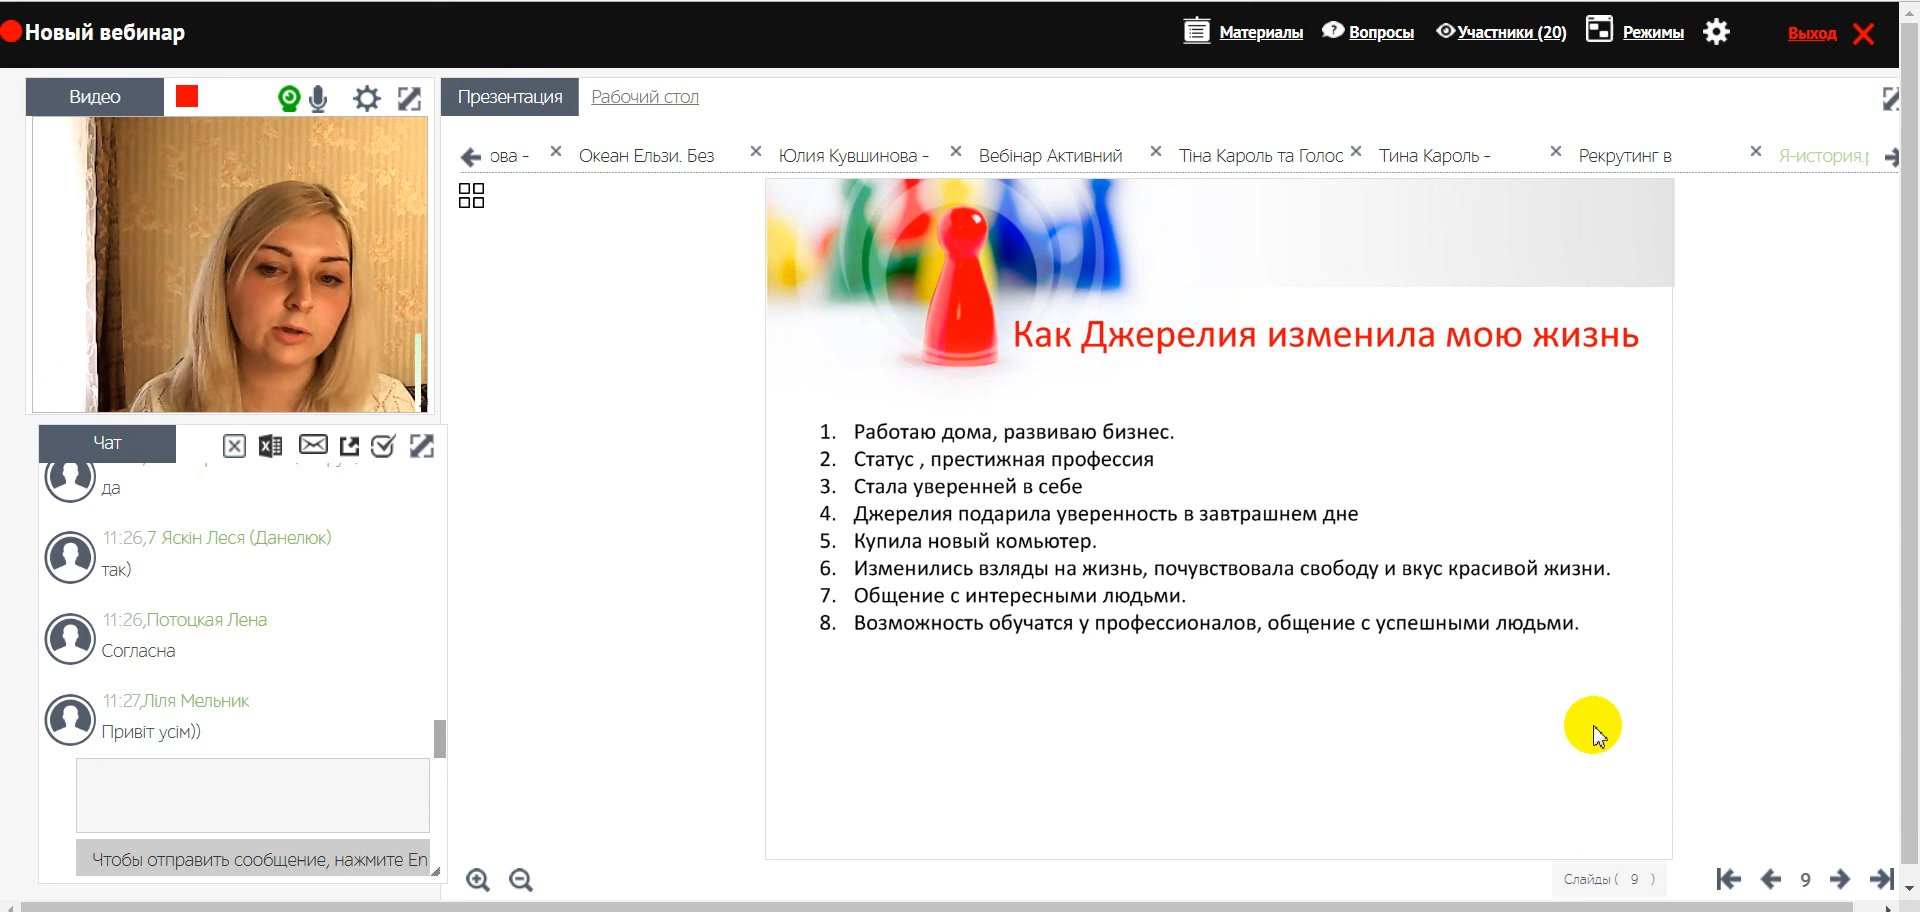 Новый вебинар
Материалы
Вопросы
Участники (20)
Режимы
Выход
Видео
Презентация
Рабочий стол
ова -
Океан Ельзи. Без
Юлия Кувшинова -
Вебінар Активний
Тіна Кароль та Голос
Тина Кароль -
Рекрутинг в
Я-история.р
Как Джерелия изменила мою жизнь
1. Работаю дома, развиваю бизнес.
2. Статус , престижная профессия
3. Стала уверенней в себе
4. Джерелия подарила уверенность в завтрашнем дне
5. Купила новый комьютер.
6. Изменились взляды на жизнь, почувствовала свободу и вкус красивой жизни.
7. Общение с интересными людьми.
8. Возможность обучатся у профессионалов, общение с успешными людьми.
Чат
да
11:26,7 Яскін Леся (Данелюк)
так)
11:26,Потоцкая Лена
Согласна
11:27,Ліля Мельник
Привіт усім))
Чтобы отправить сообщение, нажмите En
Слайды ( 9 )
9